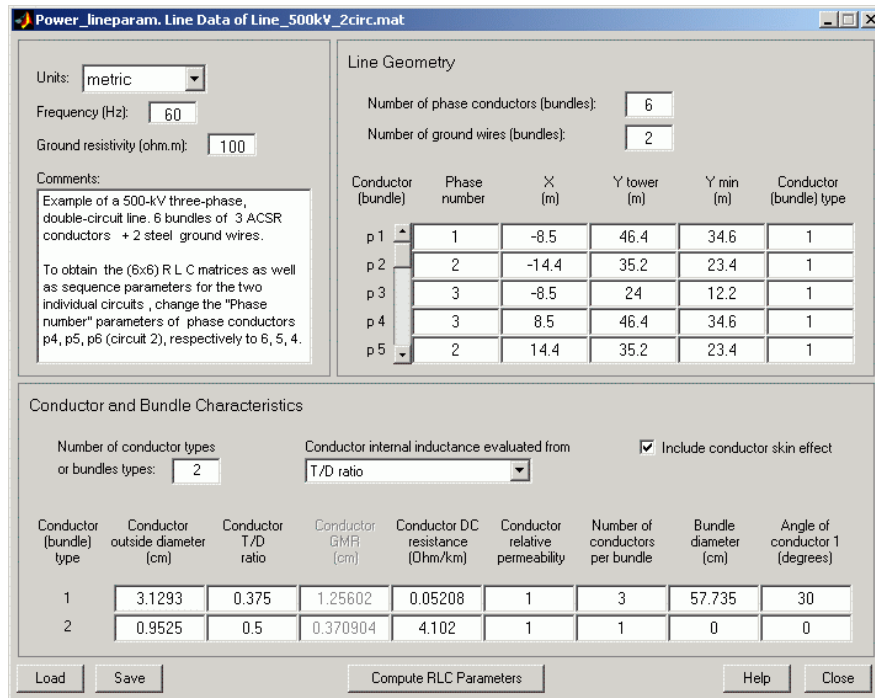 Power_lineparam. Line Data of Line_500kV_2circ.mat
Units: metric
Frequency (Hz): 60
Ground resistivity (ohm.m): 100
Comments:
Example of a 500-kV three-phase,
double-circuit line. 6 bundles of 3 ACSR
conductors + 2 steel ground wires.
To obtain the (6x6) R L C matrices as well
as sequence parameters for the two
individual circuits , change the "Phase
number" parameters of phase conductors
p4, p5, p6 (circuit 2), respectively to 6, 5, 4.
Line Geometry
Number of phase conductors (bundles): 6
Number of ground wires (bundles): 2
Conductor Phase X Y tower Y min Conductor
(bundle) number (m) (m) (m) (bundle) type
p 1 1 -8.5 46.4 34.6 1
p 2 2 -14.4 35.2 23.4 1
p 3 3 -8.5 24 12.2 1
p 4 3 8.5 46.4 34.6 1
p 5 2 14.4 35.2 23.4 1
Conductor and Bundle Characteristics
Number of conductor types Conductor internal inductance evaluated from Include conductor skin effect
or bundles types: 2 T/D ratio
Conductor Conductor Conductor Conductor Conductor DC Conductor Number of Bundle Angle of
(bundle) outside diameter T/D GMR resistance relative conductors diameter conductor 1
type (cm) ratio (cm) (Ohm/km) permeability per bundle (cm) (degrees)
1 3.1293 0.375 1.25602 0.05208 1 3 57.735 30
2 0.9525 0.5 0.370904 4.102 1 1 0 0
Load Save Compute RLC Parameters Help Close